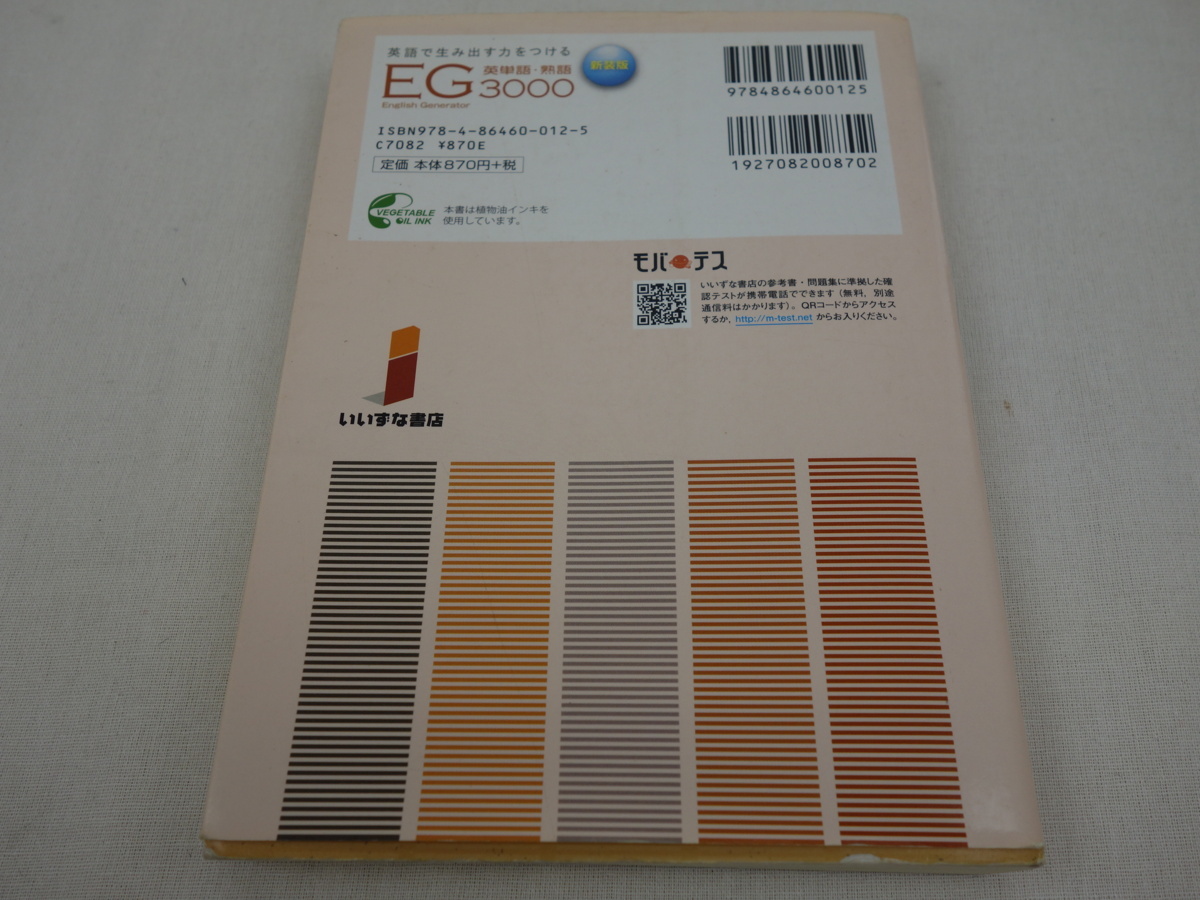 英語で生み出す力をつける
EG 英単語・熟語 3000
English Generator
新装版
9784864600125
ISBN978-4-86460-012-5
C7082 ¥870E
定価 本体870円+税
1927082008702
VEGETABLE
OIL INK
本書は植物油インキを
使用しています。
モバテス
いいずな書店の参考書・問題集に準拠した確
認テストが携帯電話でできます(無料，別途
通信料はかかります)。QRコードからアクセス
するか，http://m-test.net からお入りください。
いいずな書店